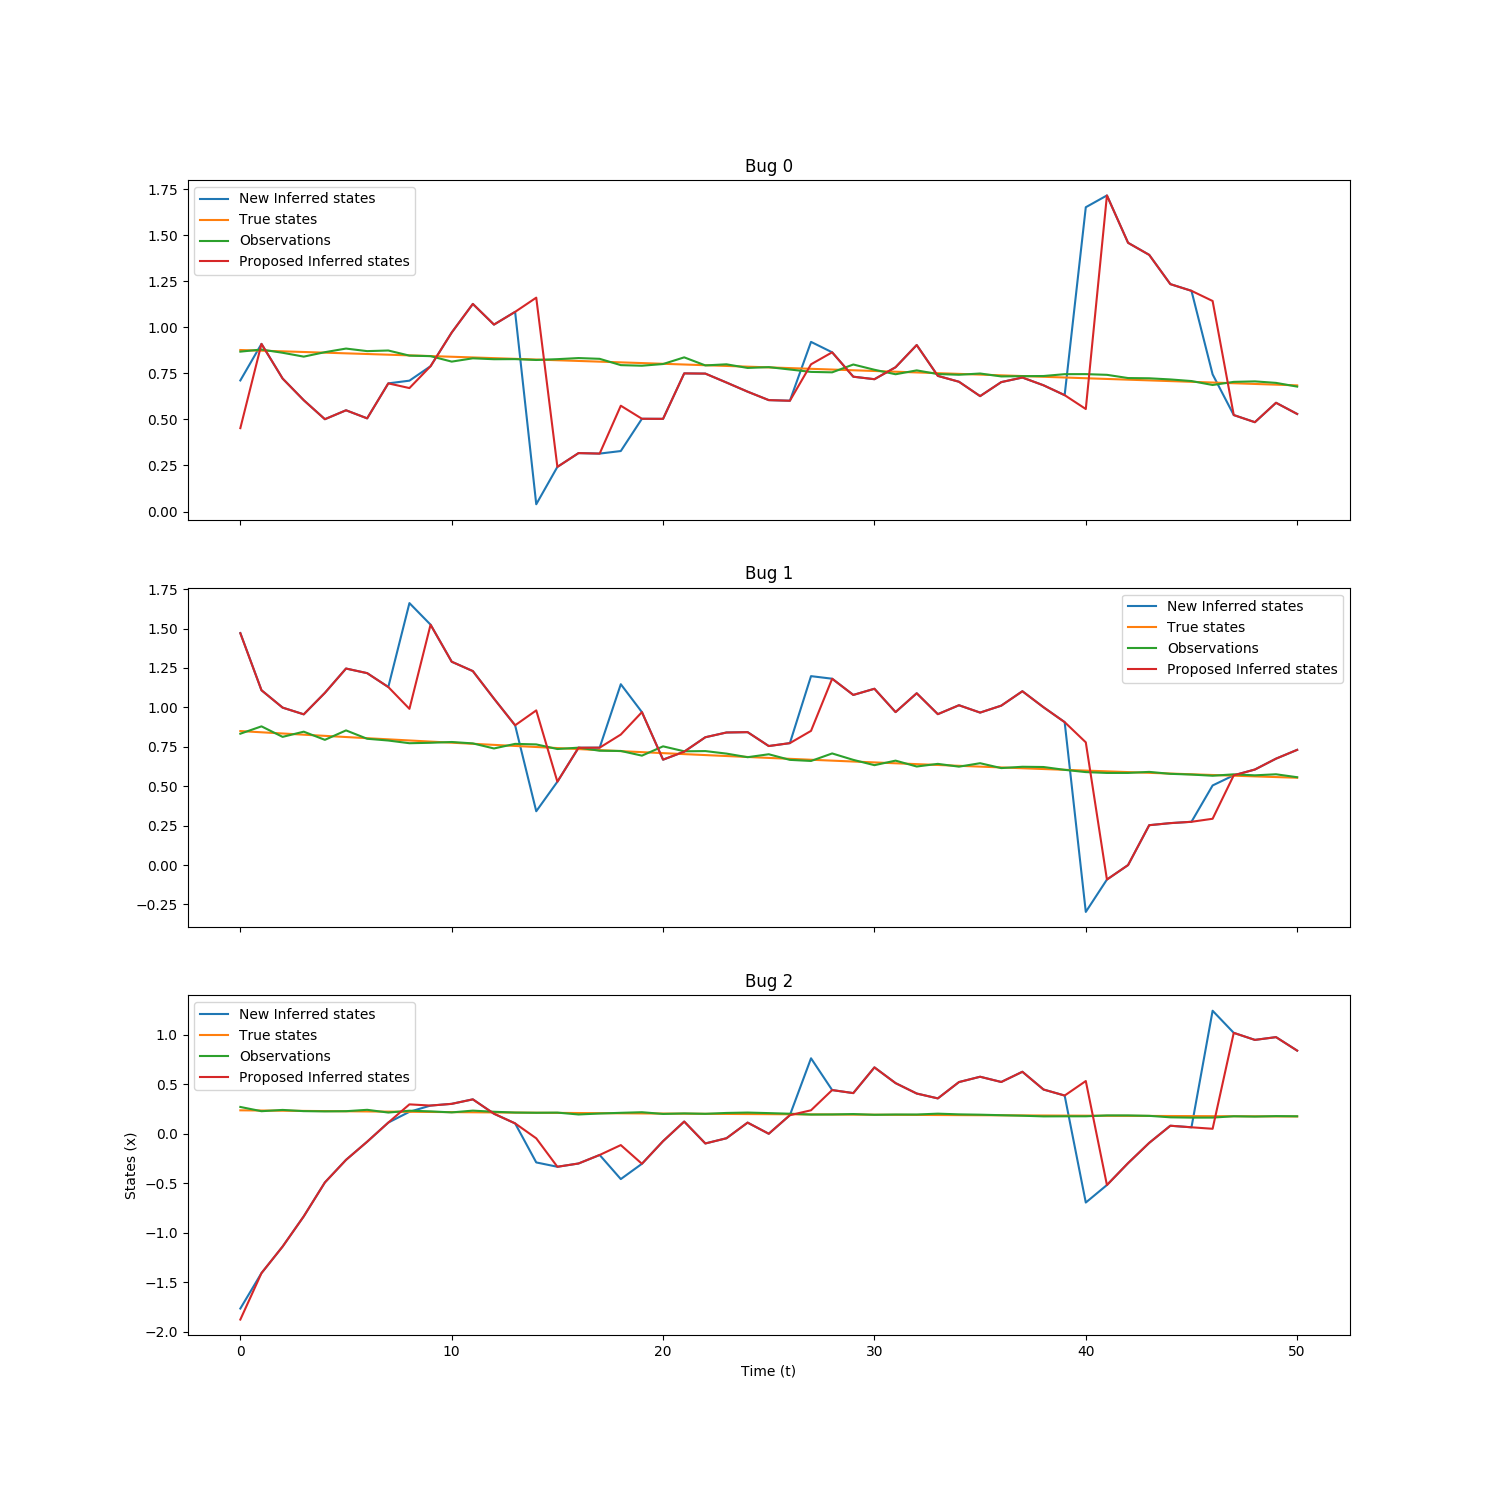 Bug 0
1.75
1.50
1.25
1.00
0.75
0.50
0.25
0.00
New Inferred states
True states
Observations
Proposed Inferred states
Bug 1
1.75
1.50
1.25
1.00
0.75
0.50
0.25
0.00
−0.25
New Inferred states
True states
Observations
Proposed Inferred states
Bug 2
States (x)
1.0
0.5
0.0
−0.5
−1.0
−1.5
−2.0
New Inferred states
True states
Observations
Proposed Inferred states
0 10 20 30 40 50
Time (t)